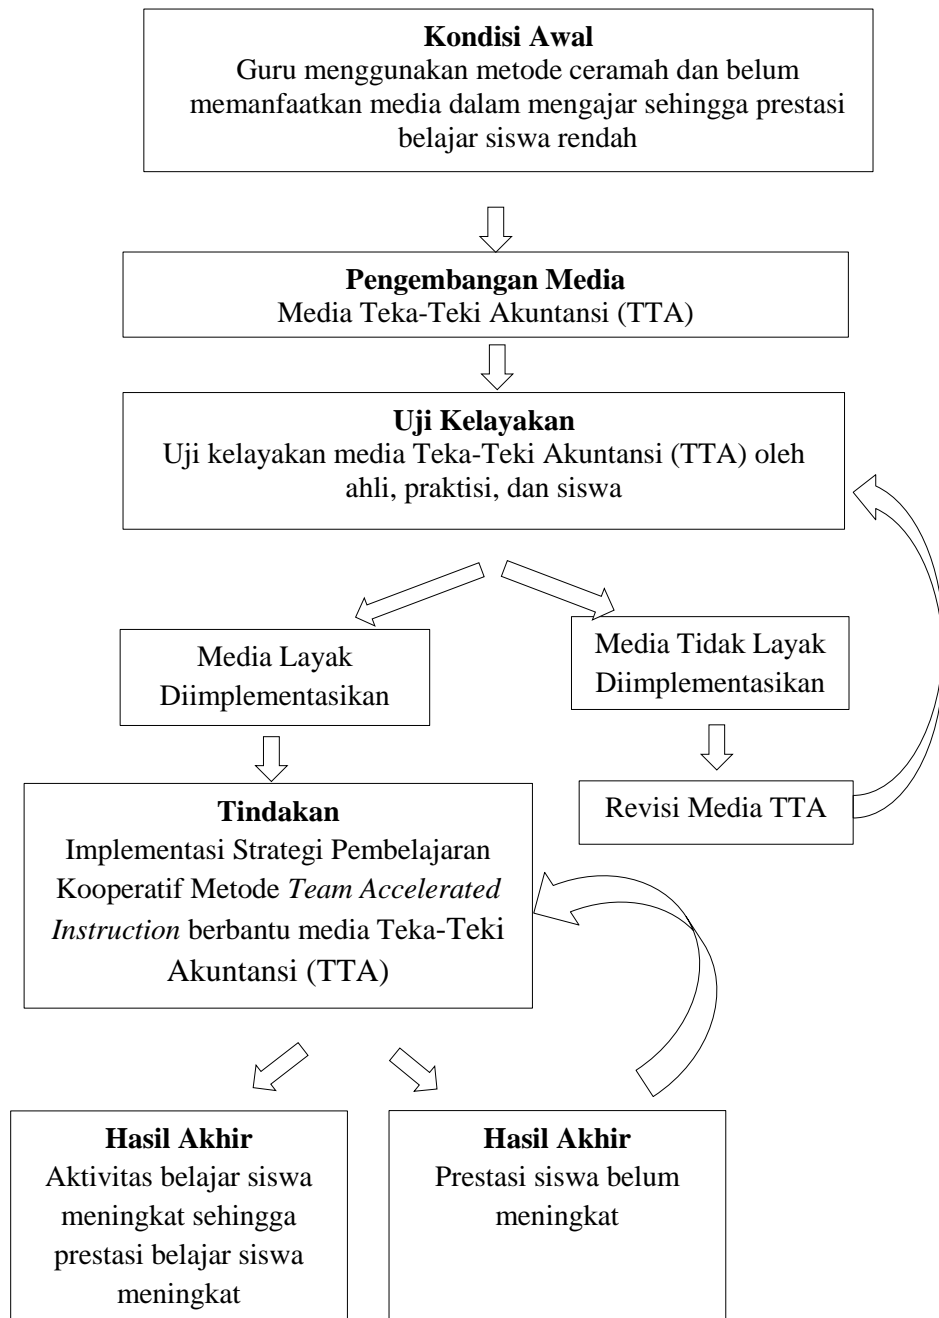 Kondisi Awal
Guru menggunakan metode ceramah dan belum
memanfaatkan media dalam mengajar sehingga prestasi
belajar siswa rendah
Pengembangan Media
Media Teka-Teki Akuntansi (TTA)
Uji Kelayakan
Uji kelayakan media Teka-Teki Akuntansi (TTA) oleh
ahli, praktisi, dan siswa
Media Layak
Diimplementasikan
Media Tidak Layak
Diimplementasikan
Revisi Media TTA
Tindakan
Implementasi Strategi Pembelajaran
Kooperatif Metode Team Accelerated
Instruction berbantu media Teka-Teki
Akuntansi (TTA)
Hasil Akhir
Aktivitas belajar siswa
meningkat sehingga
prestasi belajar siswa
meningkat
Hasil Akhir
Prestasi siswa belum
meningkat